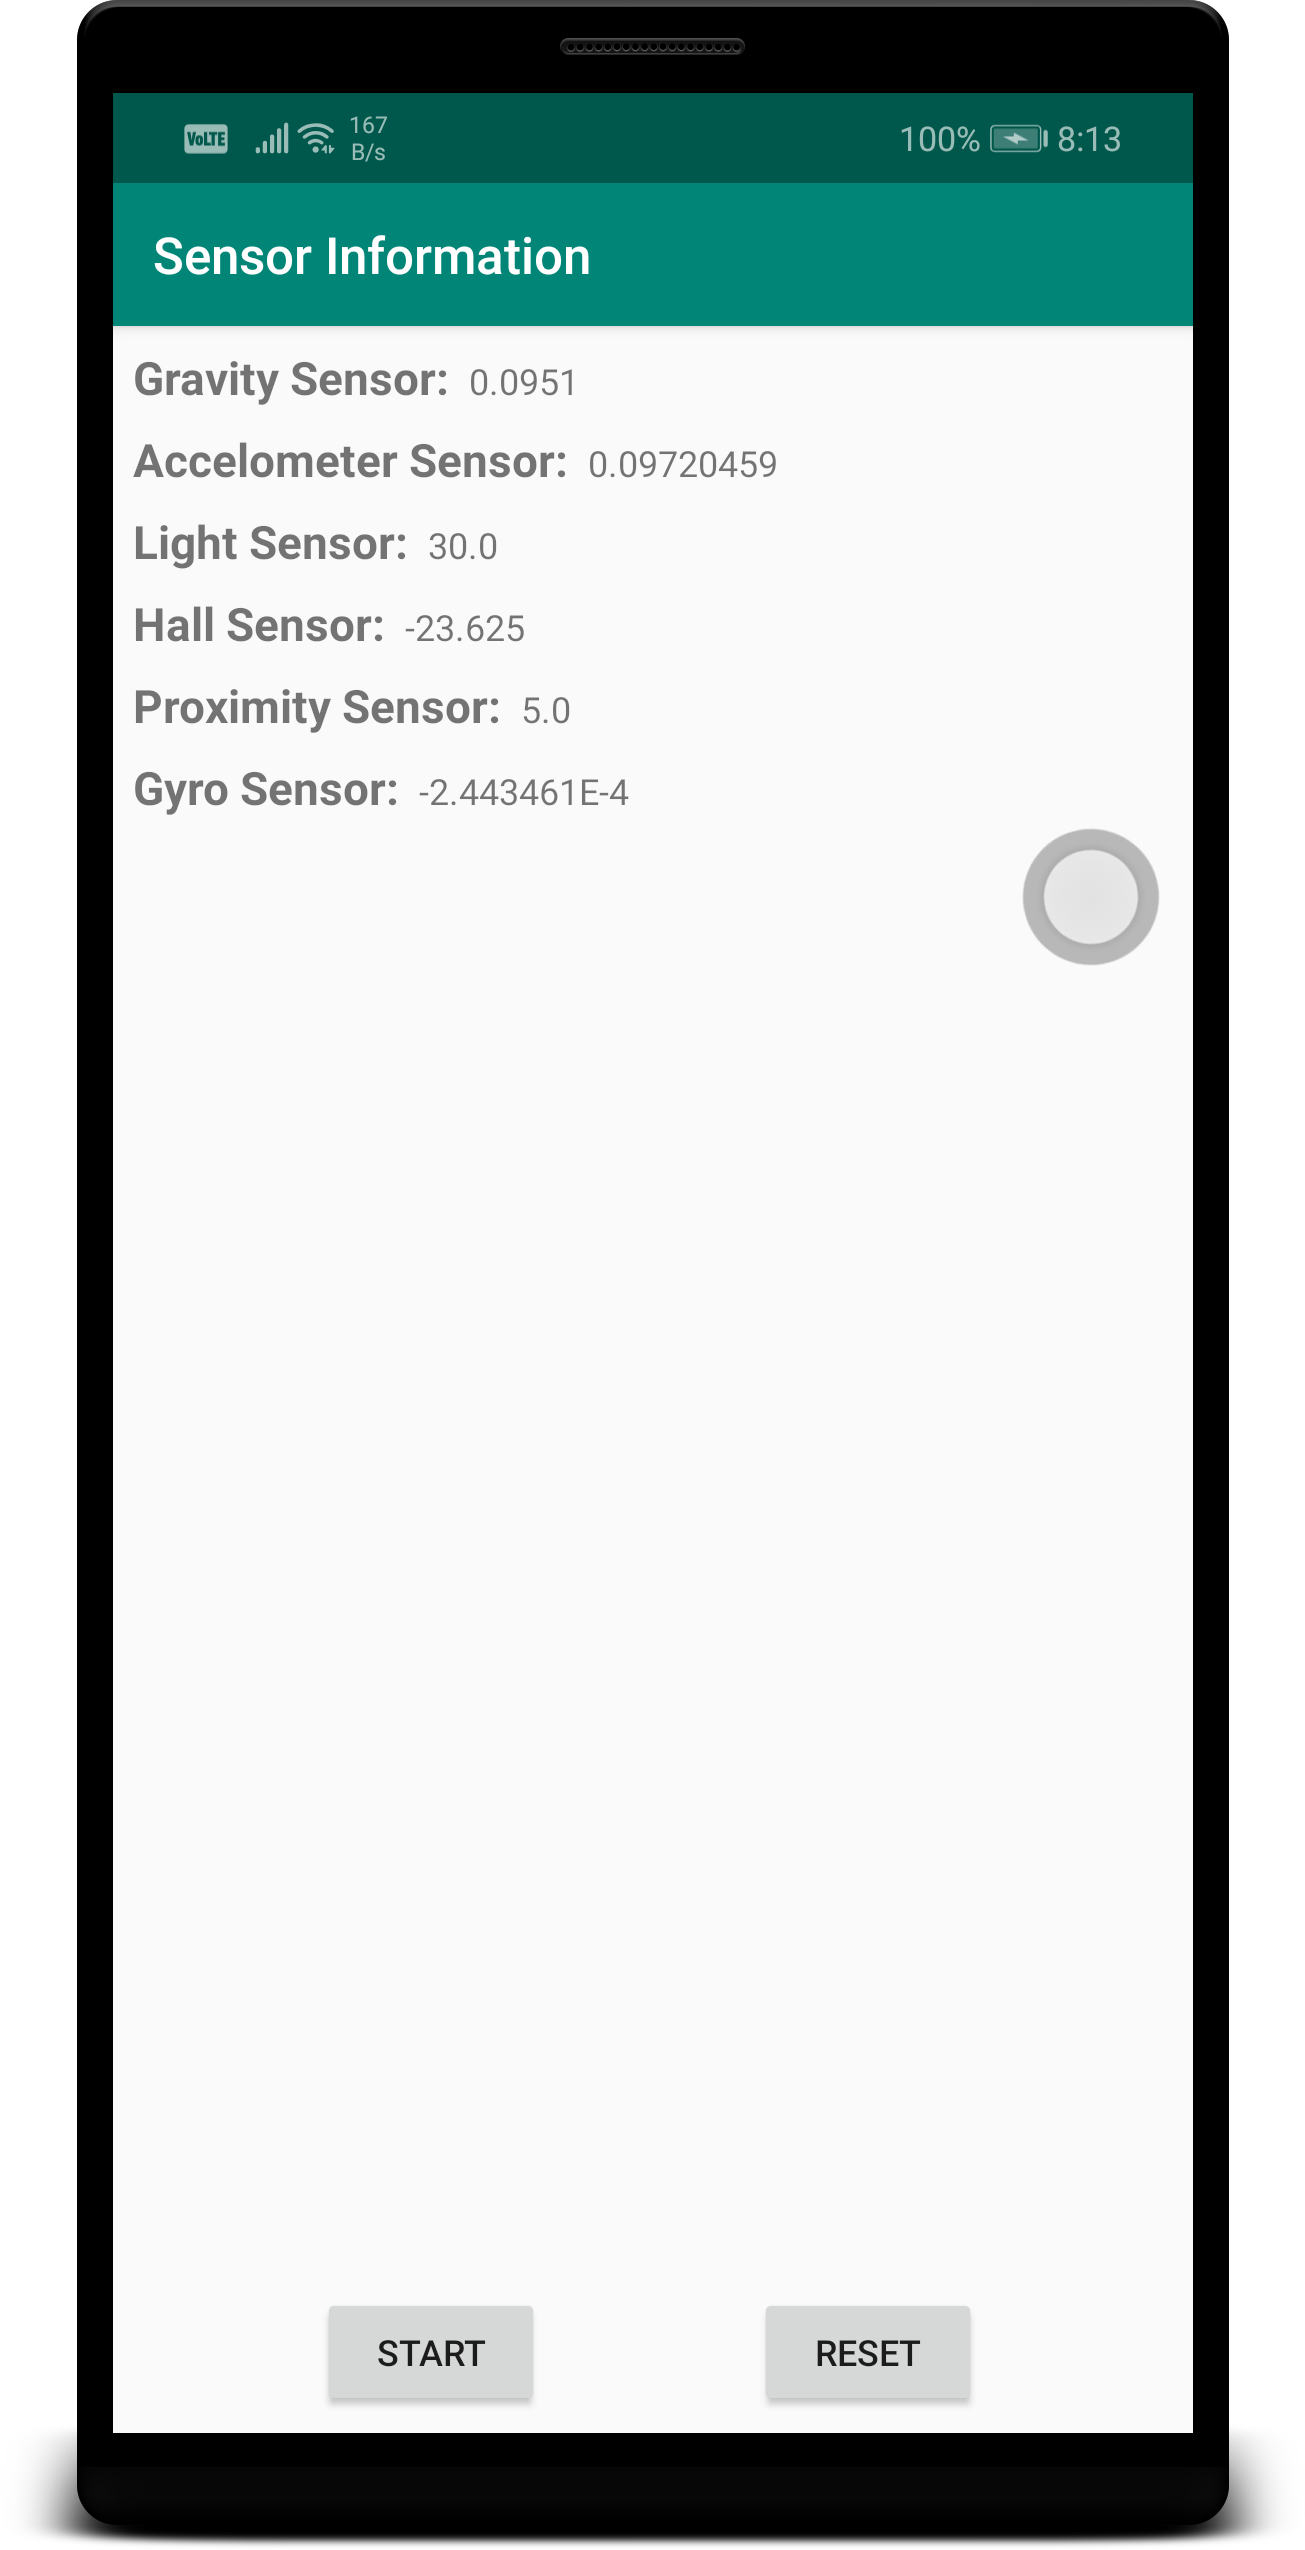 VoLTE 167 B/s 100% 8:13
Sensor Information
Gravity Sensor: 0.0951
Accelometer Sensor: 0.09720459
Light Sensor: 30.0
Hall Sensor: -23.625
Proximity Sensor: 5.0
Gyro Sensor: -2.443461E-4
START RESET